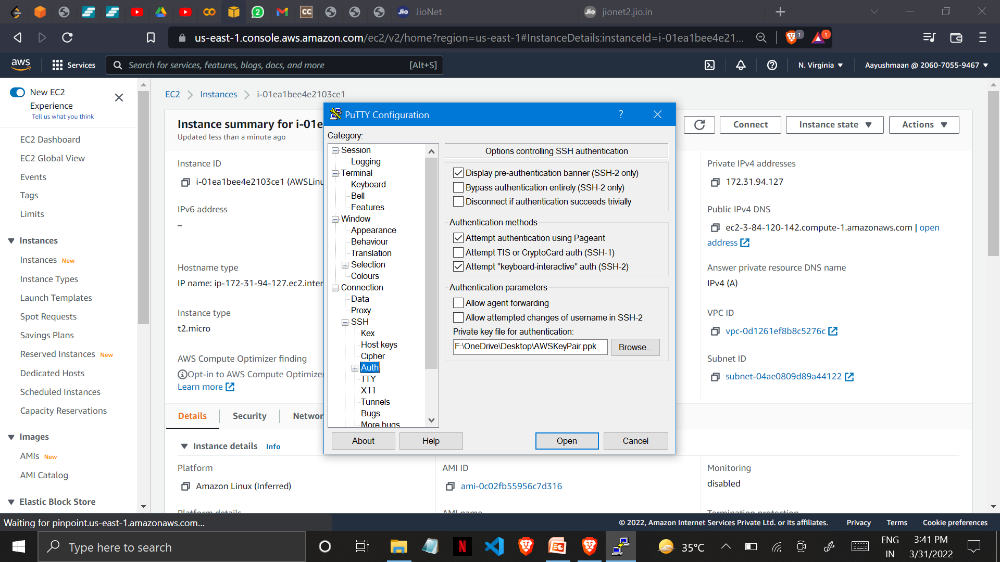 JioNet
jionet2.jio.in
us-east-1.console.aws.amazon.com/ec2/v2/home?region=us-east-1#InstanceDetails:instanceId=i-01ea1bee4e21...
1
1
aws
Services
Search for services, features, blogs, docs, and more
[Alt+S]
N. Virginia
Aayushmaan @ 2060-7055-9467
New EC2
Experience
Tell us what you think
EC2 Dashboard
EC2 Global View
Events
Tags
Limits
Instances
Instances New
Instance Types
Launch Templates
Spot Requests
Savings Plans
Reserved Instances New
Dedicated Hosts
Scheduled Instances
Capacity Reservations
Images
AMIs New
AMI Catalog
Elastic Block Store
EC2 > Instances > i-01ea1bee4e2103ce1
Instance summary for i-01e
Updated less than a minute ago
Connect
Instance state
Actions
Instance ID
i-01ea1bee4e2103ce1 (AWSLinu
IPv6 address
–
Hostname type
IP name: ip-172-31-94-127.ec2.inter
Instance type
t2.micro
AWS Compute Optimizer finding
Opt-in to AWS Compute Optimizer
Learn more
Private IPv4 addresses
172.31.94.127
Public IPv4 DNS
ec2-3-84-120-142.compute-1.amazonaws.com | open
address
Answer private resource DNS name
IPv4 (A)
VPC ID
vpc-0d1261ef8b8c5276c
Subnet ID
subnet-04ae0809d89a44122
Details
Security
Networ
Instance details Info
Platform
Amazon Linux (Inferred)
Platform details
AMI ID
ami-0c02fb55956c7d316
AMI name
Monitoring
disabled
Termination protection
PuTTY Configuration
?
Category:
Session
Logging
Terminal
Keyboard
Bell
Features
Window
Appearance
Behaviour
Translation
Selection
Colours
Connection
Data
Proxy
SSH
Kex
Host keys
Cipher
Auth
TTY
X11
Tunnels
Bugs
More bugs
Options controlling SSH authentication
Display pre-authentication banner (SSH-2 only)
Bypass authentication entirely (SSH-2 only)
Disconnect if authentication succeeds trivially
Authentication methods
Attempt authentication using Pageant
Attempt TIS or CryptoCard auth (SSH-1)
Attempt "keyboard-interactive" auth (SSH-2)
Authentication parameters
Allow agent forwarding
Allow attempted changes of username in SSH-2
Private key file for authentication:
F:\OneDrive\Desktop\AWSKeyPair.ppk
Browse...
About
Help
Open
Cancel
Waiting for pinpoint.us-east-1.amazonaws.com...
© 2022, Amazon Internet Services Private Ltd. or its affiliates.
Privacy
Terms
Cookie preferences
Type here to search
35°C
ENG
IN
3:41 PM
3/31/2022